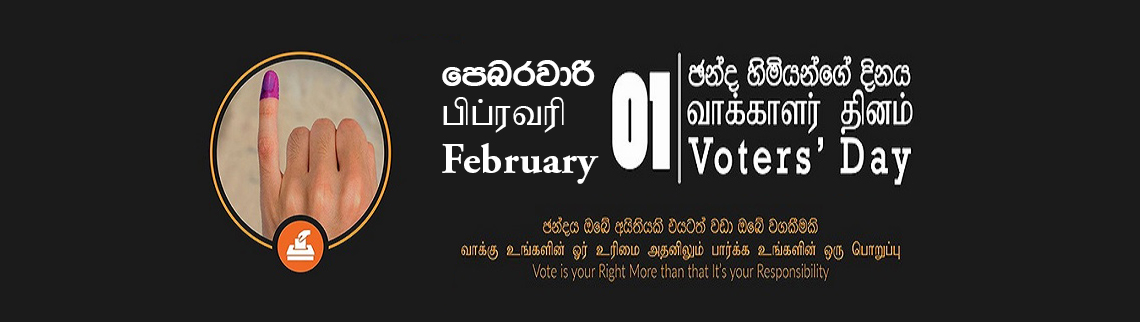 පෙබරවාරි
பிப்ரவரி
February
01
ඡන්ද හිමියන්ගේ දිනය
வாக்காளர் தினம்
Voters' Day
ඡන්දය ඔබේ අයිතියකි එයටත් වඩා ඔබේ වගකීමකි
வாக்கு உங்களின் ஓர் உரிமை அதனிலும் பார்க்க உங்களின் ஒரு பொறுப்பு
Vote is your Right More than that It's your Responsibility